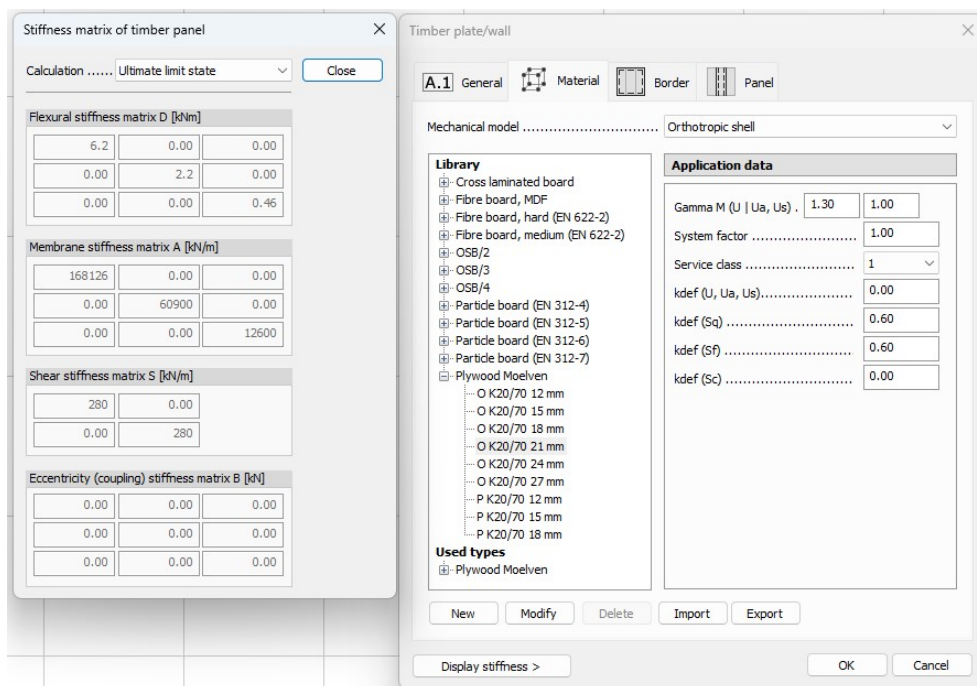 Stiffness matrix of timber panel
Calculation ...... Ultimate limit state
Close
Flexural stiffness matrix D [kNm]
6.2 0.00 0.00
0.00 2.2 0.00
0.00 0.00 0.46
Membrane stiffness matrix A [kN/m]
168126 0.00 0.00
0.00 60900 0.00
0.00 0.00 12600
Shear stiffness matrix S [kN/m]
280 0.00
0.00 280
Eccentricity (coupling) stiffness matrix B [kN]
0.00 0.00 0.00
0.00 0.00 0.00
0.00 0.00 0.00
Timber plate/wall
A.1 General Material Border Panel
Mechanical model ................................ Orthotropic shell
Library
Cross laminated board
Fibre board, MDF
Fibre board, hard (EN 622-2)
Fibre board, medium (EN 622-2)
OSB/2
OSB/3
OSB/4
Particle board (EN 312-4)
Particle board (EN 312-5)
Particle board (EN 312-6)
Particle board (EN 312-7)
Plywood Moelven
O K20/70 12 mm
O K20/70 15 mm
O K20/70 18 mm
O K20/70 21 mm
O K20/70 24 mm
O K20/70 27 mm
P K20/70 12 mm
P K20/70 15 mm
P K20/70 18 mm
Used types
Plywood Moelven
Application data
Gamma M (U | Ua, Us) . 1.30 1.00
System factor ........................ 1.00
Service class ......................... 1
kdef (U, Ua, Us)..................... 0.00
kdef (Sq) ............................. 0.60
kdef (Sf) .............................. 0.60
kdef (Sc) ............................. 0.00
New Modify Delete Import Export
Display stiffness > OK Cancel